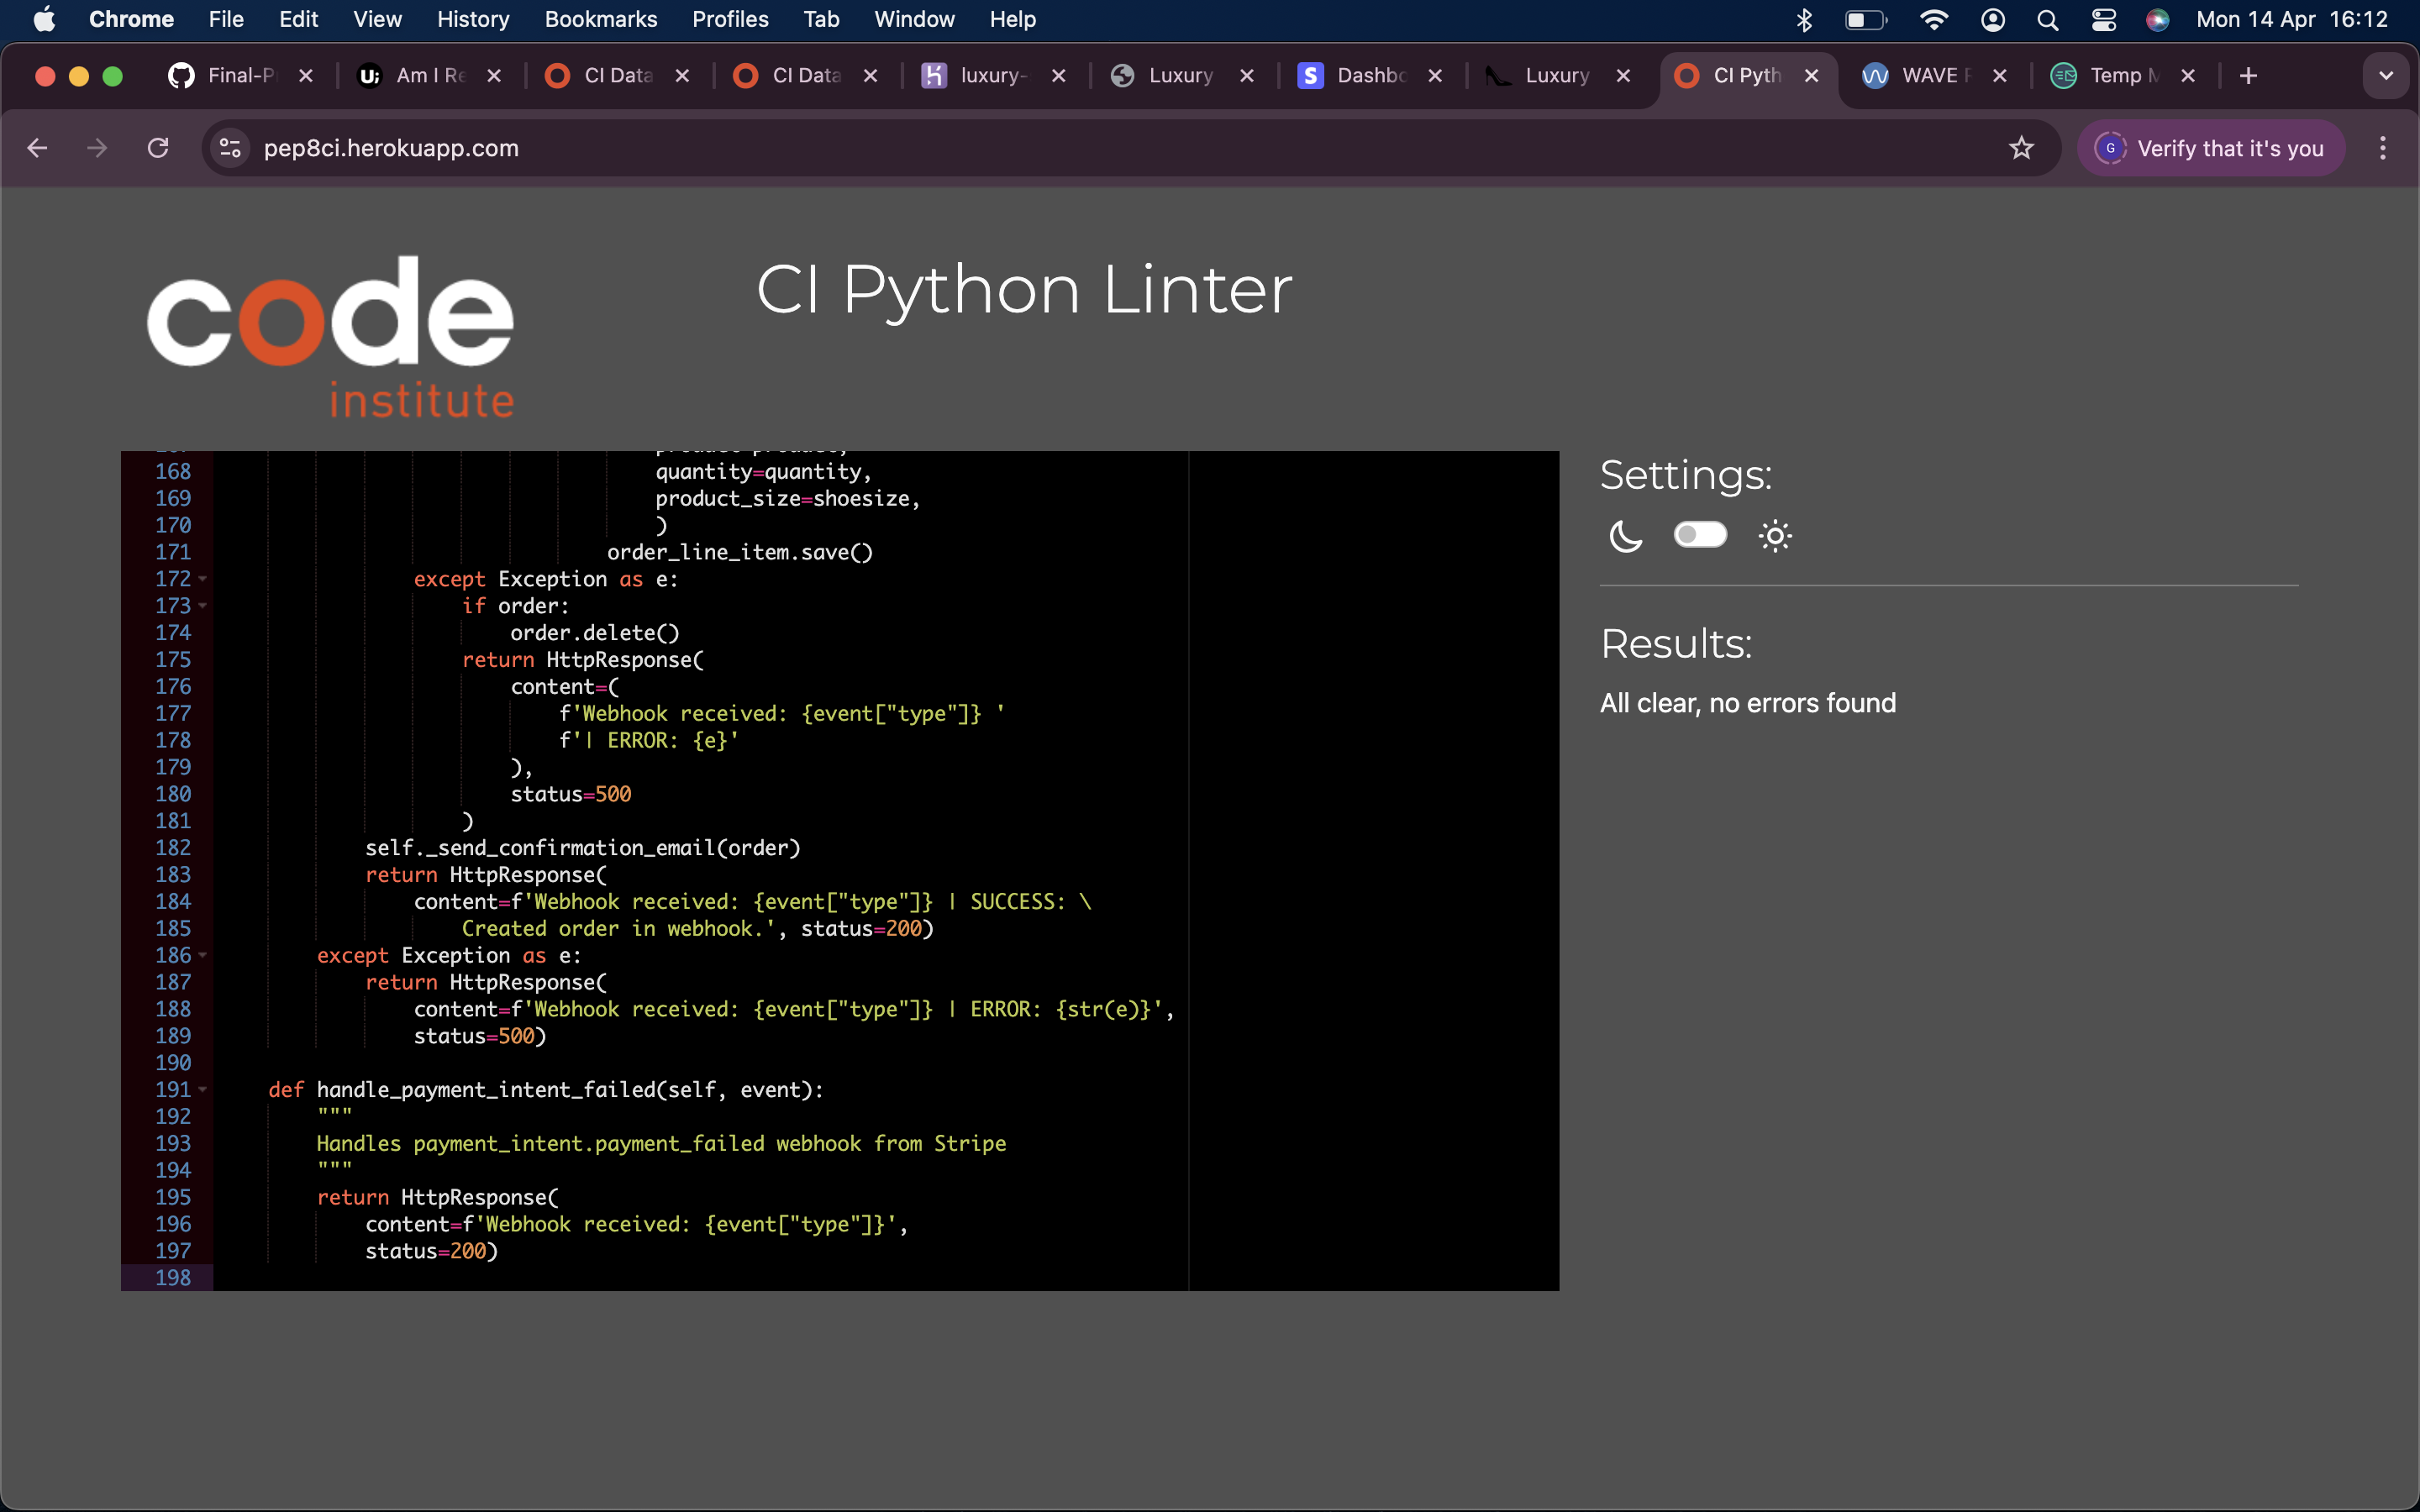 Chrome File Edit View History Bookmarks Profiles Tab Window Help Mon 14 Apr 16:12
Final-P Am I Re CI Data CI Data luxury- Luxury Dashbo Luxury CI Pyth WAVE Temp
pep8ci.herokuapp.com G Verify that it's you
code
institute
CI Python Linter
168 quantity=quantity,
169 product_size=shoesize,
170 )
171 order_line_item.save()
172 except Exception as e:
173 if order:
174 order.delete()
175 return HttpResponse(
176 content=(
177 f'Webhook received: {event["type"]} '
178 f'| ERROR: {e}'
179 ),
180 status=500
181 )
182 self._send_confirmation_email(order)
183 return HttpResponse(
184 content=f'Webhook received: {event["type"]} | SUCCESS: \
185 Created order in webhook.', status=200)
186 except Exception as e:
187 return HttpResponse(
188 content=f'Webhook received: {event["type"]} | ERROR: {str(e)}',
189 status=500)
190
191 def handle_payment_intent_failed(self, event):
192 """
193 Handles payment_intent.payment_failed webhook from Stripe
194 """
195 return HttpResponse(
196 content=f'Webhook received: {event["type"]}',
197 status=200)
198
Settings:
Results:
All clear, no errors found